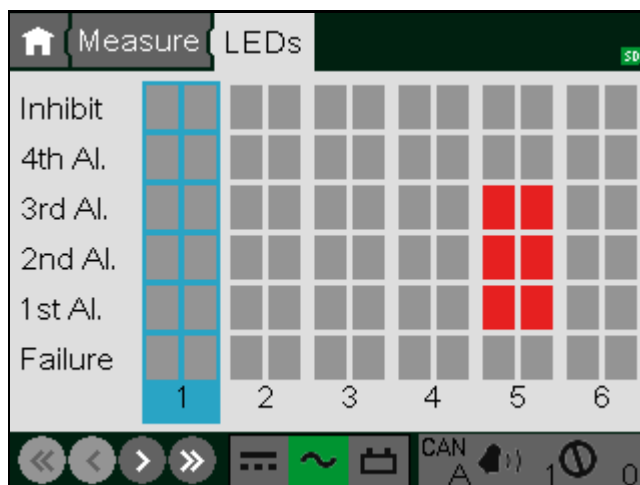 Measure LEDs
SD
Inhibit
4th Al.
3rd Al.
2nd Al.
1st Al.
Failure
1 2 3 4 5 6
CAN
A 1 0